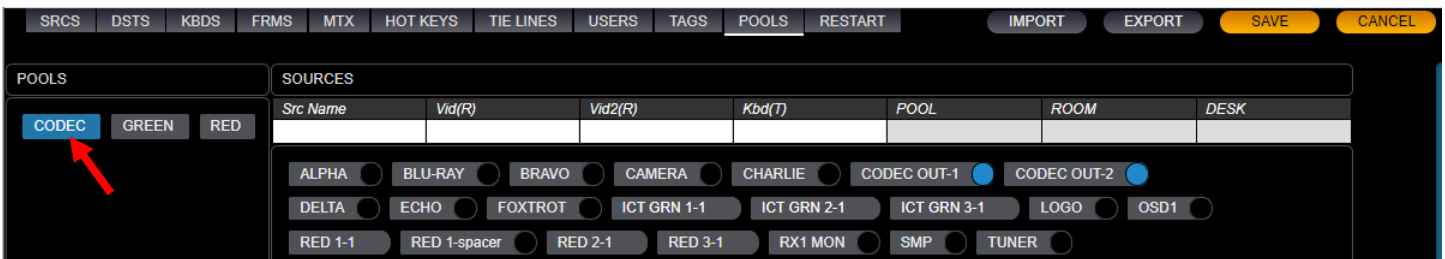 SRCS DSTS KBDS FRMS MTX HOT KEYS TIE LINES USERS TAGS POOLS RESTART IMPORT EXPORT SAVE CANCEL
POOLS SOURCES
Src Name Vid(R) Vid2(R) Kbd(T) POOL ROOM DESK
CODEC GREEN RED
ALPHA BLU-RAY BRAVO CAMERA CHARLIE CODEC OUT-1 CODEC OUT-2
DELTA ECHO FOXTROT ICT GRN 1-1 ICT GRN 2-1 ICT GRN 3-1 LOGO OSD1
RED 1-1 RED 1-spacer RED 2-1 RED 3-1 RX1 MON SMP TUNER